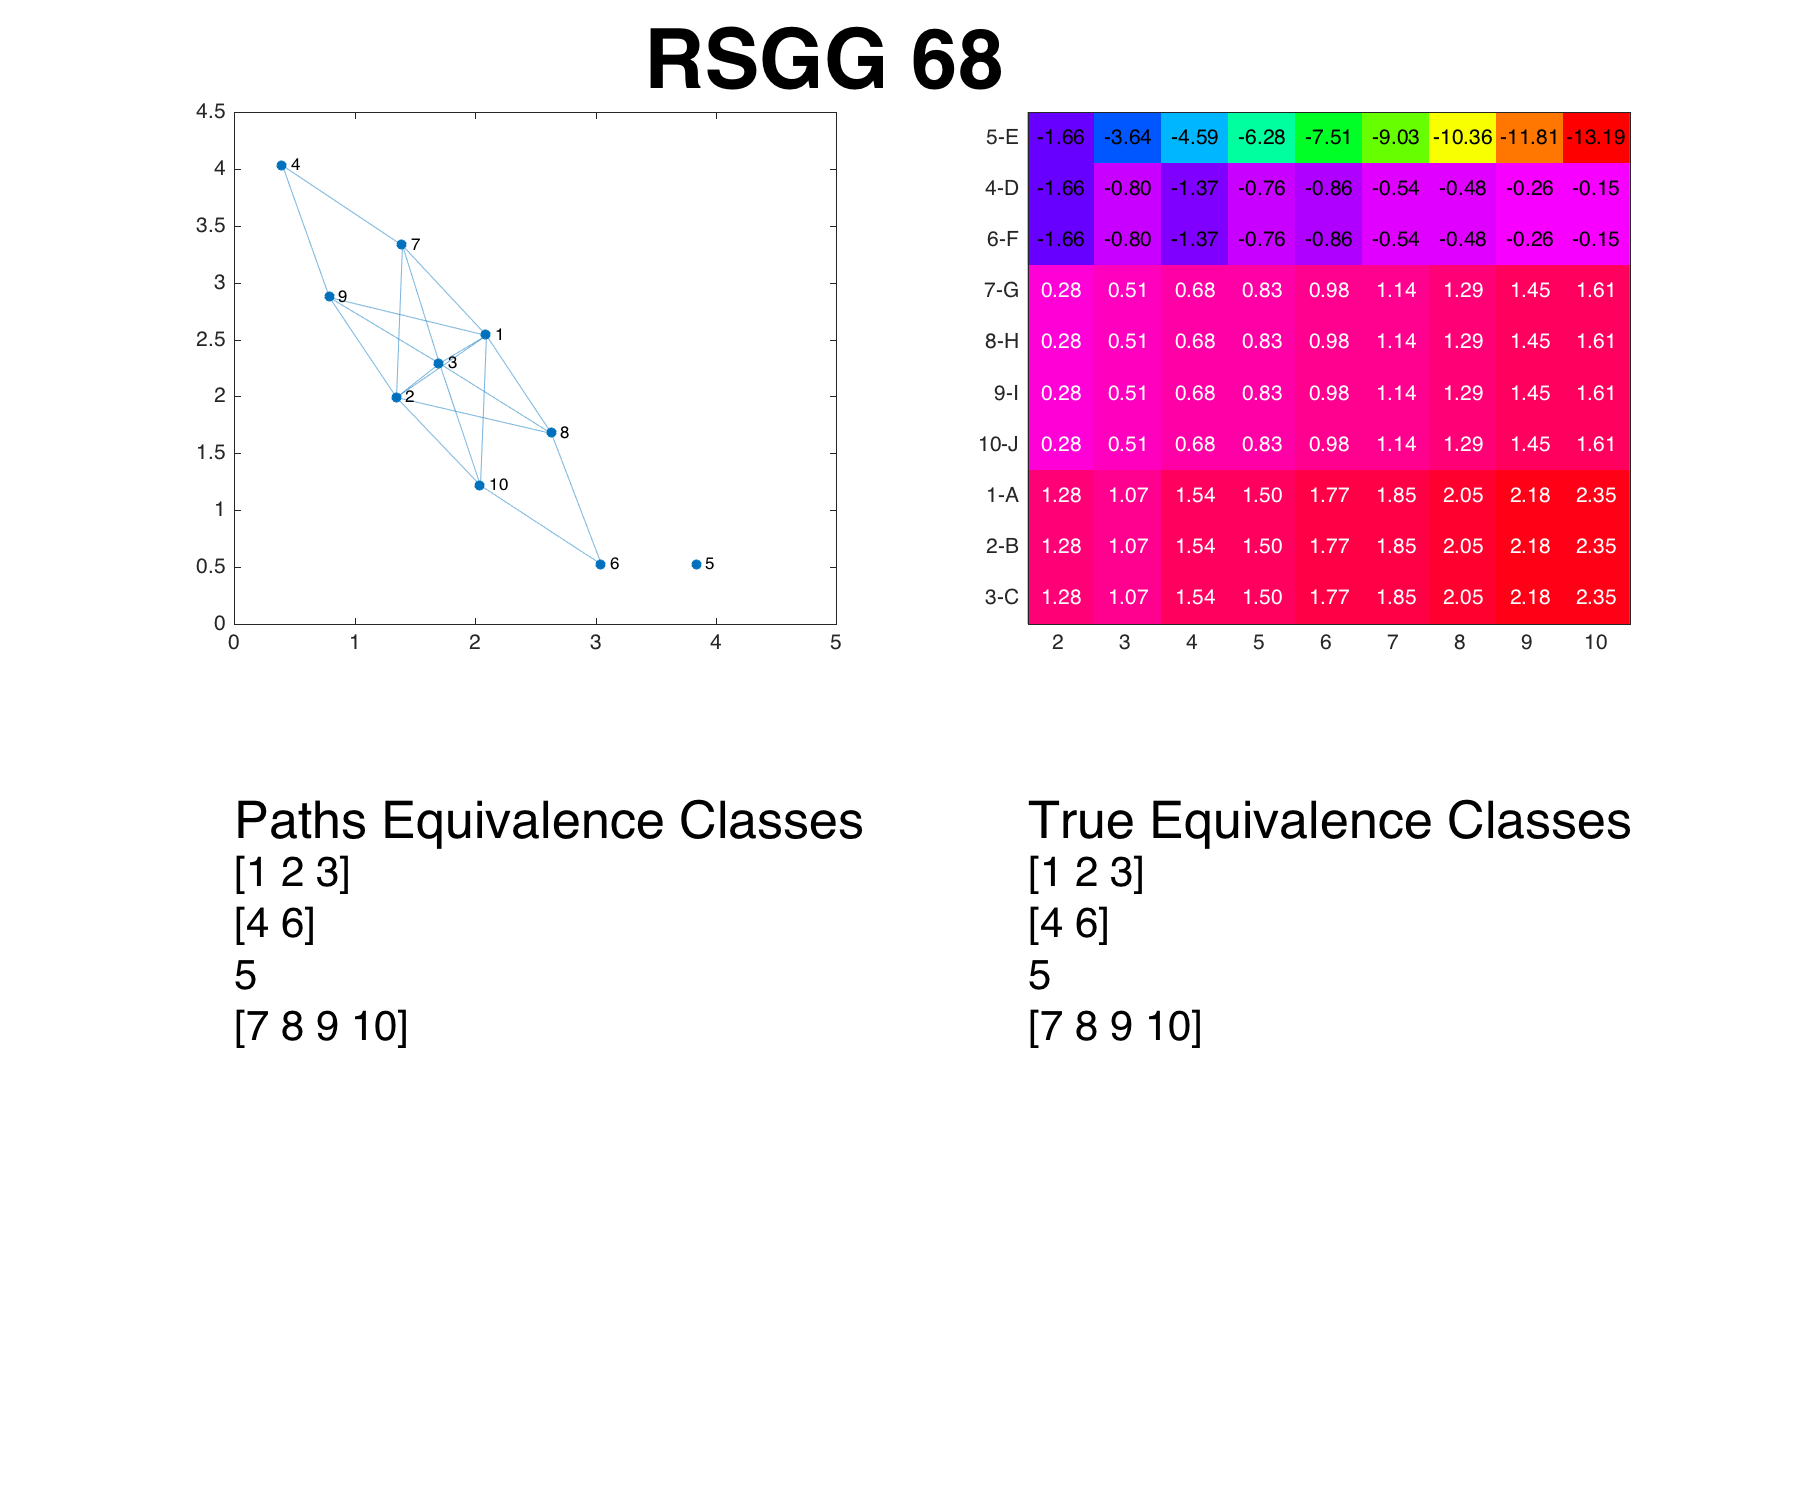 RSGG 68
4.5
4
3.5
3
2.5
2
1.5
1
0.5
0
0 1 2 3 4 5
4
7
9
1
3
2
8
10
6
5
5-E -1.66 -3.64 -4.59 -6.28 -7.51 -9.03 -10.36 -11.81 -13.19
4-D -1.66 -0.80 -1.37 -0.76 -0.86 -0.54 -0.48 -0.26 -0.15
6-F -1.66 -0.80 -1.37 -0.76 -0.86 -0.54 -0.48 -0.26 -0.15
7-G 0.28 0.51 0.68 0.83 0.98 1.14 1.29 1.45 1.61
8-H 0.28 0.51 0.68 0.83 0.98 1.14 1.29 1.45 1.61
9-I 0.28 0.51 0.68 0.83 0.98 1.14 1.29 1.45 1.61
10-J 0.28 0.51 0.68 0.83 0.98 1.14 1.29 1.45 1.61
1-A 1.28 1.07 1.54 1.50 1.77 1.85 2.05 2.18 2.35
2-B 1.28 1.07 1.54 1.50 1.77 1.85 2.05 2.18 2.35
3-C 1.28 1.07 1.54 1.50 1.77 1.85 2.05 2.18 2.35
2 3 4 5 6 7 8 9 10
Paths Equivalence Classes
[1 2 3]
[4 6]
5
[7 8 9 10]
True Equivalence Classes
[1 2 3]
[4 6]
5
[7 8 9 10]